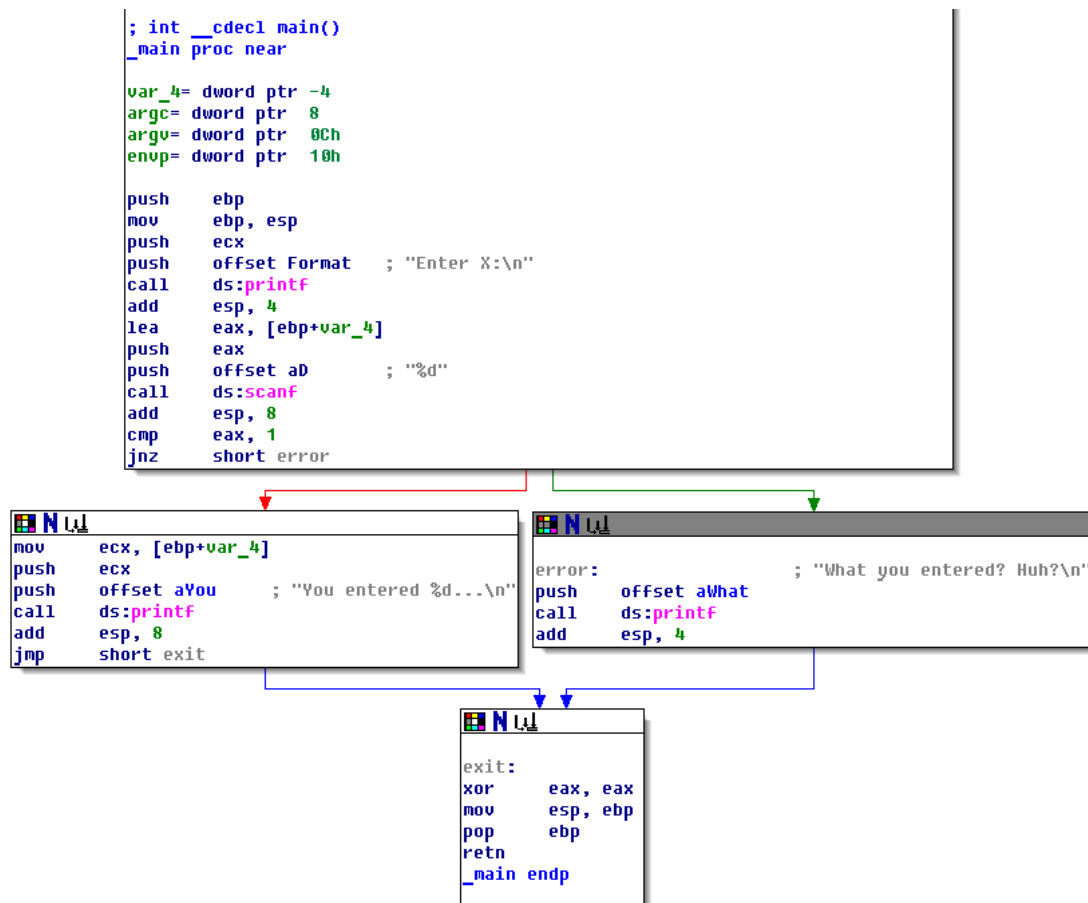 ; int __cdecl main()
_main proc near
var_4= dword ptr -4
argc= dword ptr  8
argv= dword ptr  0Ch
envp= dword ptr  10h
push    ebp
mov     ebp, esp
push    ecx
push    offset Format   ; "Enter X:\n"
call    ds:printf
add     esp, 4
lea     eax, [ebp+var_4]
push    eax
push    offset aD       ; "%d"
call    ds:scanf
add     esp, 8
cmp     eax, 1
jnz     short error
mov     ecx, [ebp+var_4]
push    ecx
push    offset aYou     ; "You entered %d...\n"
call    ds:printf
add     esp, 8
jmp     short exit
error:                  ; "What you entered? Huh?\n"
push    offset aWhat
call    ds:printf
add     esp, 4
exit:
xor     eax, eax
mov     esp, ebp
pop     ebp
retn
_main endp